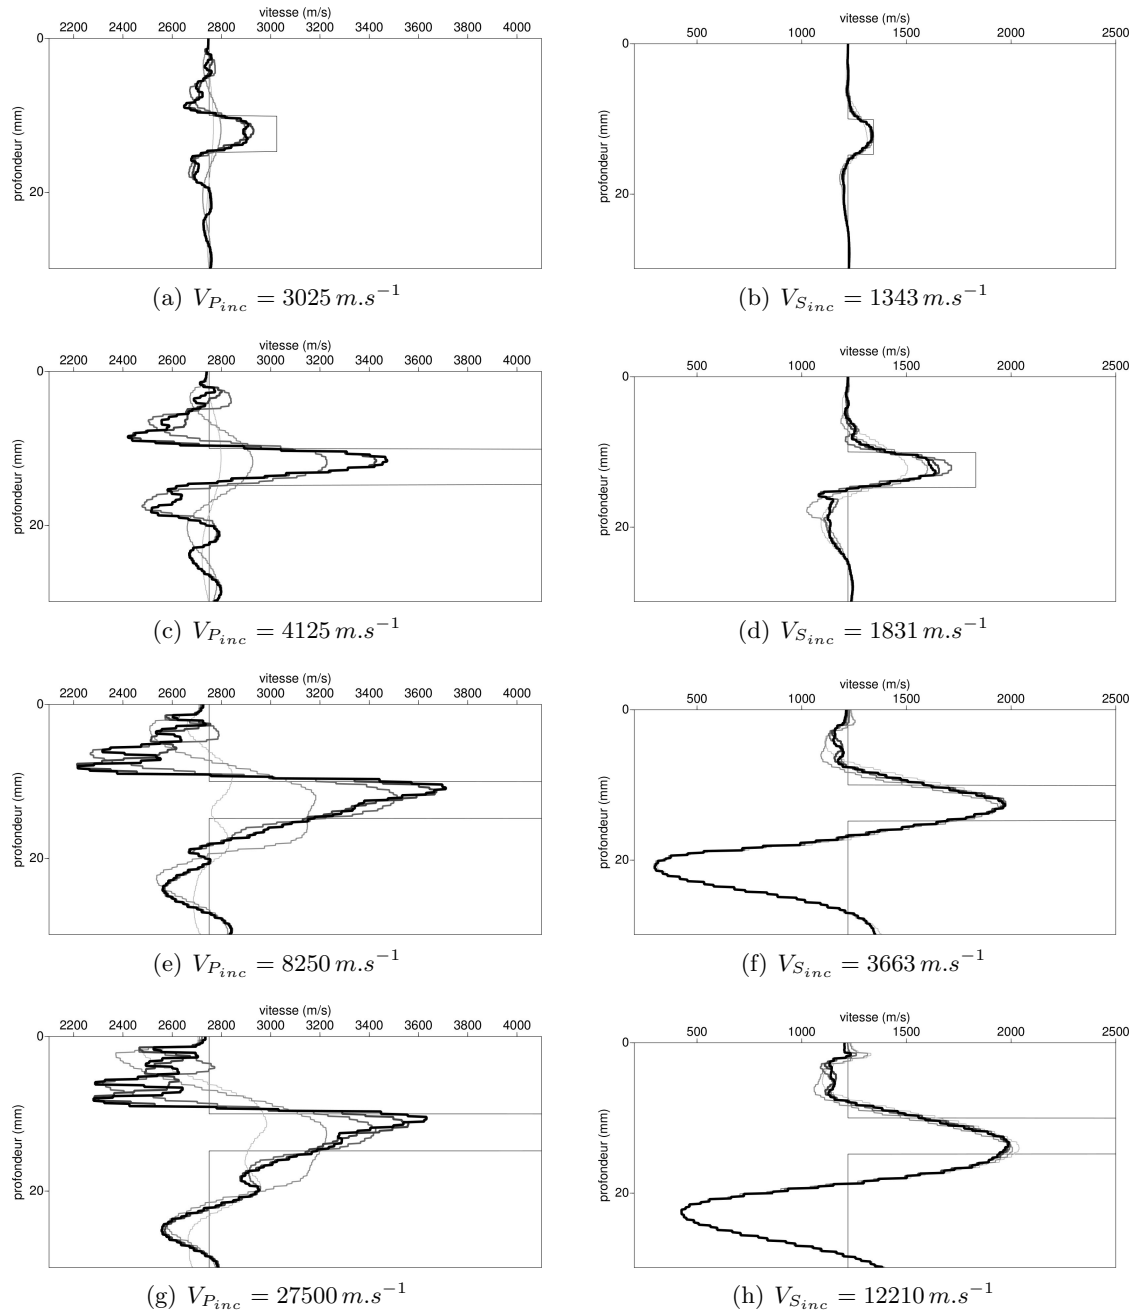 vitesse (m/s)
2200 2400 2600 2800 3000 3200 3400 3600 3800 4000
0
profondeur (mm)
20
(a) V_{P_{inc}} = 3025 m.s^{-1}
vitesse (m/s)
500 1000 1500 2000 2500
0
profondeur (mm)
20
(b) V_{S_{inc}} = 1343 m.s^{-1}
vitesse (m/s)
2200 2400 2600 2800 3000 3200 3400 3600 3800 4000
0
profondeur (mm)
20
(c) V_{P_{inc}} = 4125 m.s^{-1}
vitesse (m/s)
500 1000 1500 2000 2500
0
profondeur (mm)
20
(d) V_{S_{inc}} = 1831 m.s^{-1}
vitesse (m/s)
2200 2400 2600 2800 3000 3200 3400 3600 3800 4000
0
profondeur (mm)
20
(e) V_{P_{inc}} = 8250 m.s^{-1}
vitesse (m/s)
500 1000 1500 2000 2500
0
profondeur (mm)
20
(f) V_{S_{inc}} = 3663 m.s^{-1}
vitesse (m/s)
2200 2400 2600 2800 3000 3200 3400 3600 3800 4000
0
profondeur (mm)
20
(g) V_{P_{inc}} = 27500 m.s^{-1}
vitesse (m/s)
500 1000 1500 2000 2500
0
profondeur (mm)
20
(h) V_{S_{inc}} = 12210 m.s^{-1}